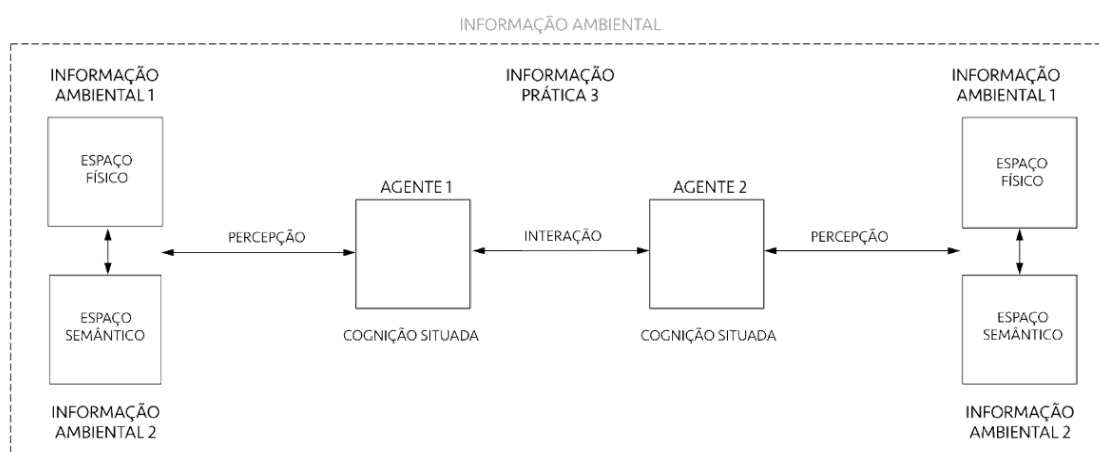 INFORMAÇÃO AMBIENTAL
INFORMAÇÃO
AMBIENTAL 1
ESPAÇO
FÍSICO
ESPAÇO
SEMÂNTICO
INFORMAÇÃO
AMBIENTAL 2
PERCEPÇÃO
AGENTE 1
COGNIÇÃO SITUADA
INFORMAÇÃO
PRÁTICA 3
INTERAÇÃO
AGENTE 2
COGNIÇÃO SITUADA
PERCEPÇÃO
INFORMAÇÃO
AMBIENTAL 1
ESPAÇO
FÍSICO
ESPAÇO
SEMÂNTICO
INFORMAÇÃO
AMBIENTAL 2